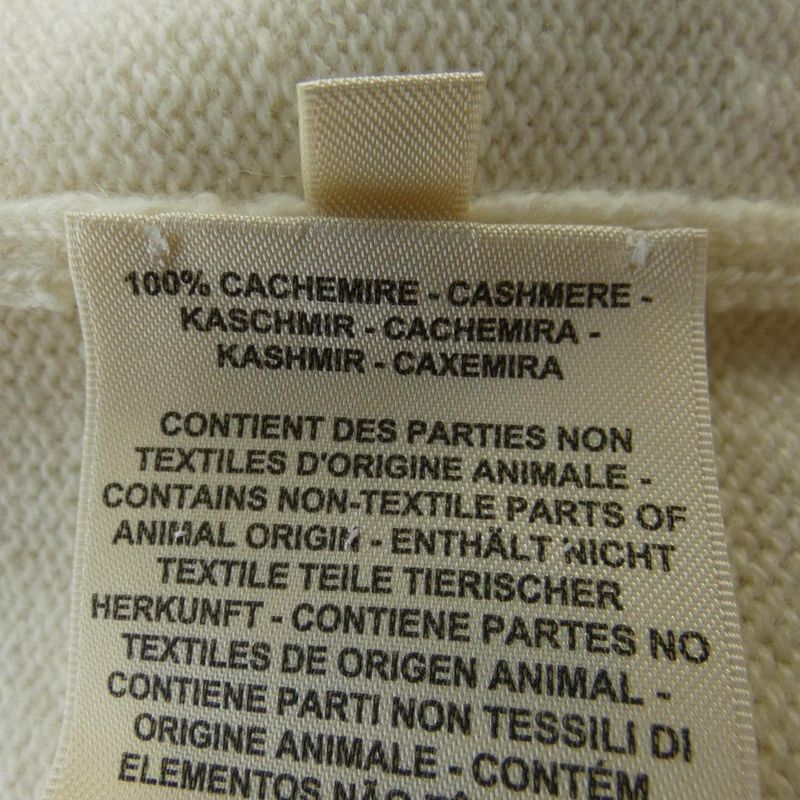 100% CACHEMIRE - CASHMERE -
KASCHMIR - CACHEMIRA -
KASHMIR - CAXEMIRA
CONTIENT DES PARTIES NON
TEXTILES D'ORIGINE ANIMALE -
CONTAINS NON-TEXTILE PARTS OF
ANIMAL ORIGIN - ENTHÄLT NICHT
TEXTILE TEILE TIERISCHER
HERKUNFT - CONTIENE PARTES NO
TEXTILES DE ORIGEN ANIMAL -
CONTIENE PARTI NON TESSILI DI
ORIGINE ANIMALE - CONTÉM
ELEMENTOS NÃO